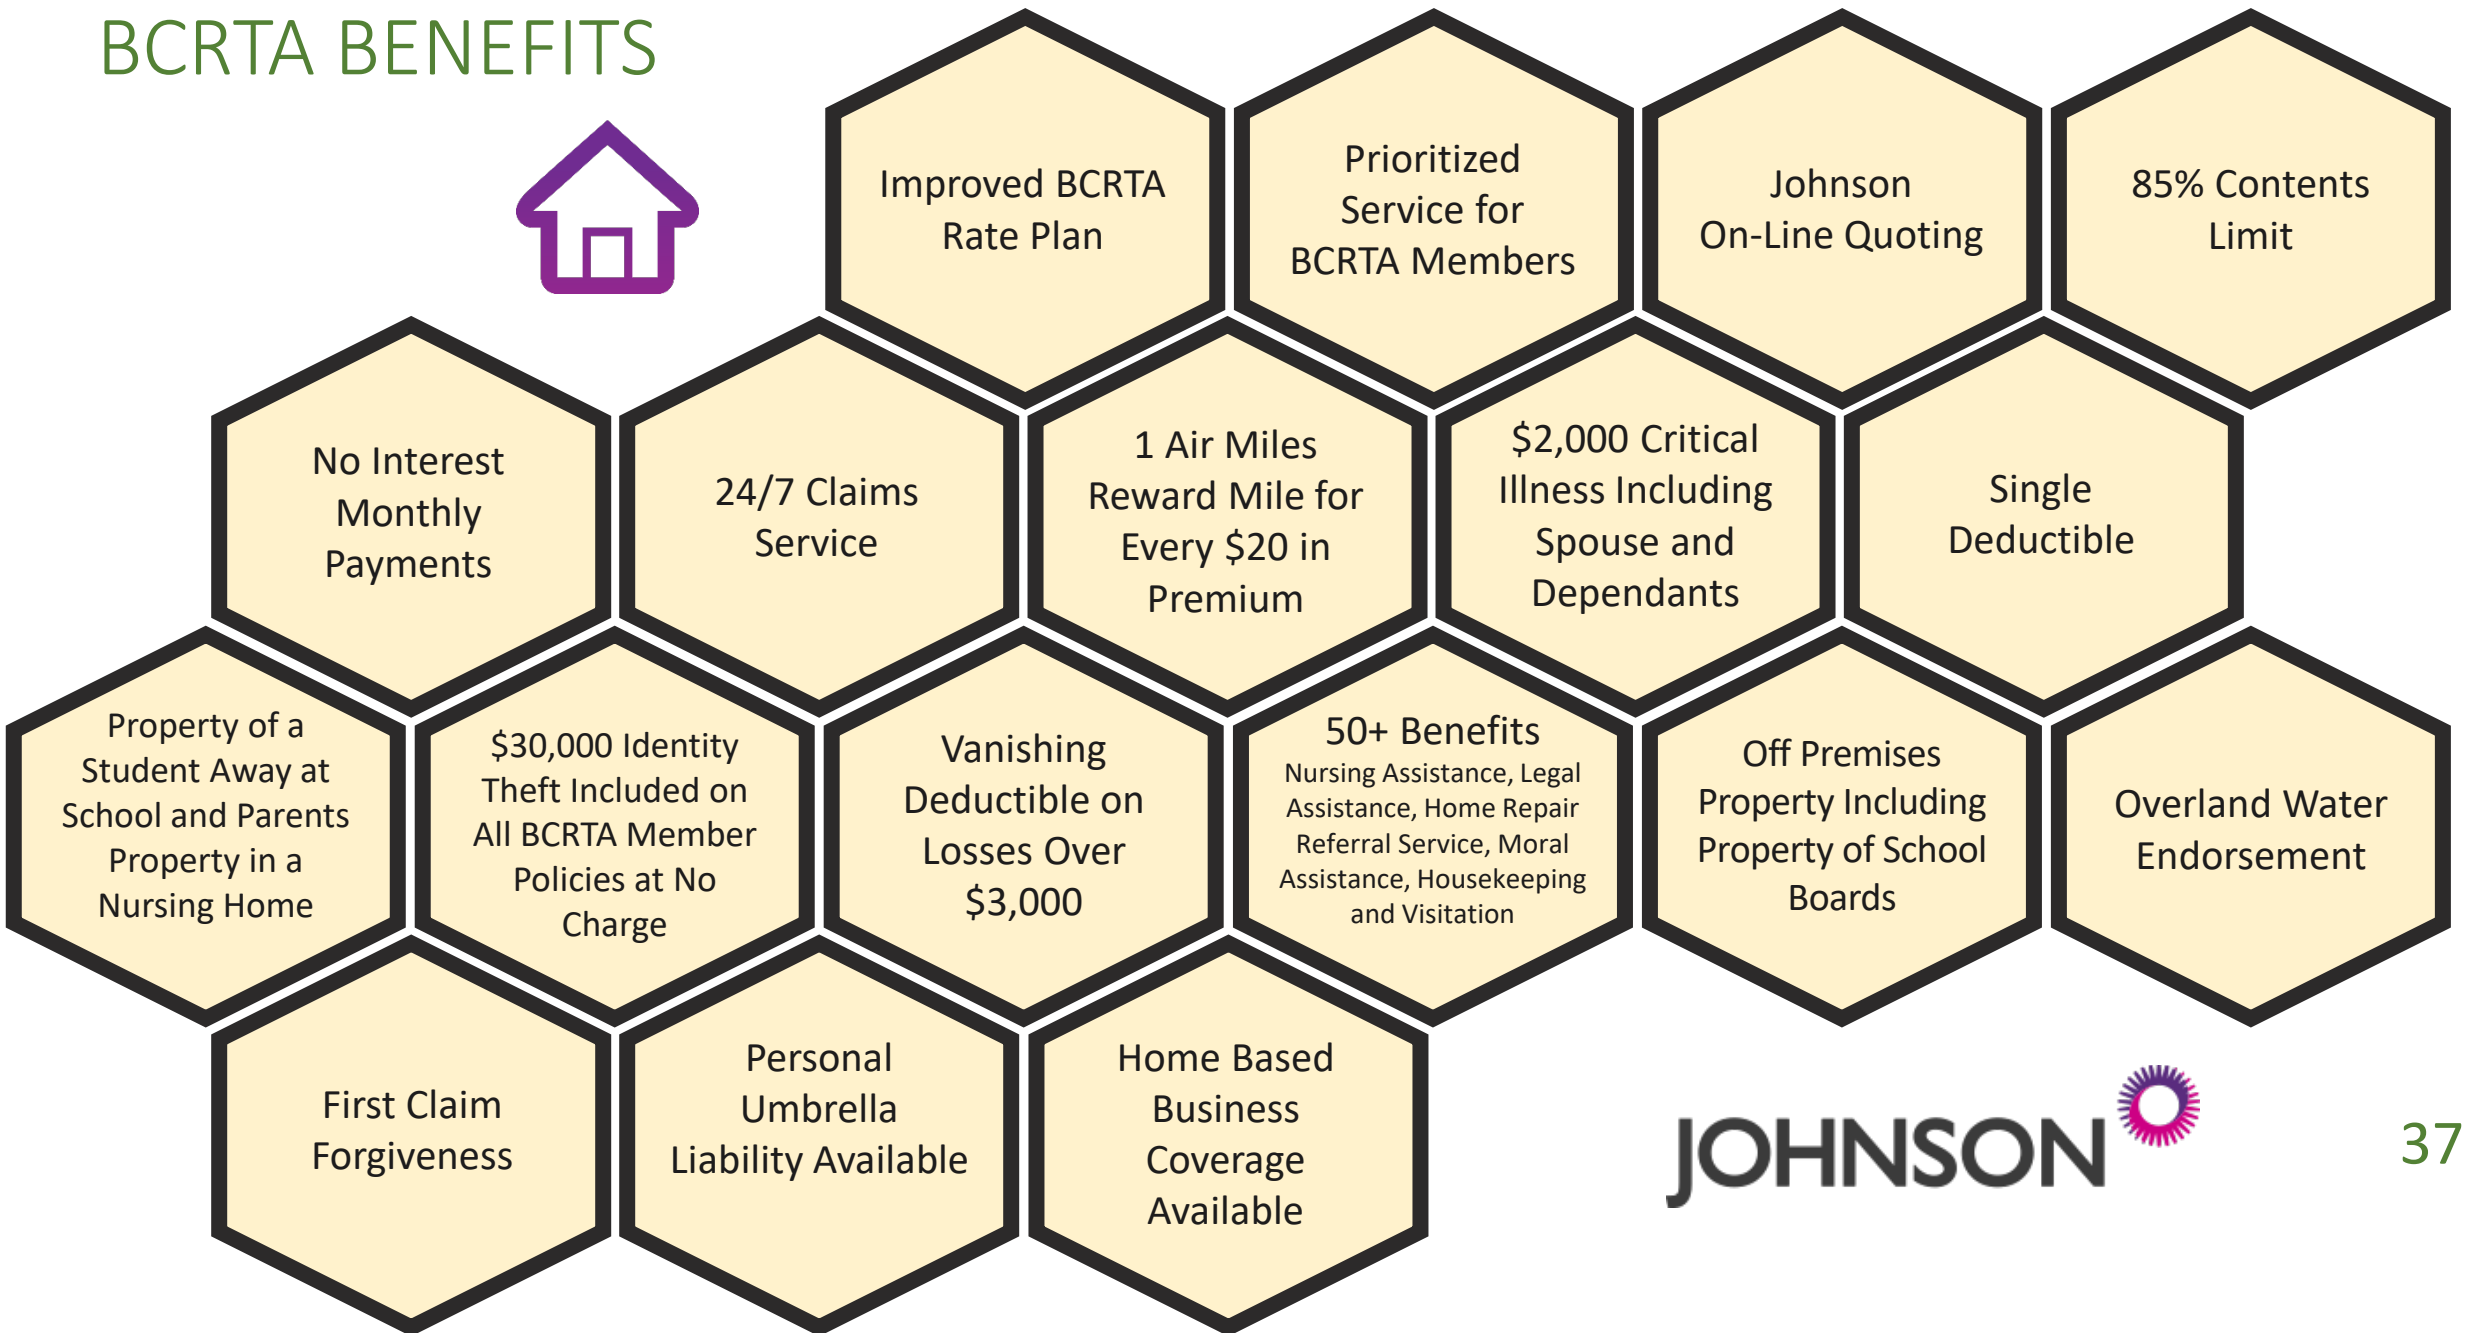 BCRTA BENEFITS
Improved BCRTA
Rate Plan
Prioritized
Service for
BCRTA Members
Johnson
On-Line Quoting
85% Contents
Limit
No Interest
Monthly
Payments
24/7 Claims
Service
1 Air Miles
Reward Mile for
Every $20 in
Premium
$2,000 Critical
Illness Including
Spouse and
Dependants
Single
Deductible
Property of a
Student Away at
School and Parents
Property in a
Nursing Home
$30,000 Identity
Theft Included on
All BCRTA Member
Policies at No
Charge
Vanishing
Deductible on
Losses Over
$3,000
50+ Benefits
Nursing Assistance, Legal
Assistance, Home Repair
Referral Service, Moral
Assistance, Housekeeping
and Visitation
Off Premises
Property Including
Property of School
Boards
Overland Water
Endorsement
First Claim
Forgiveness
Personal
Umbrella
Liability Available
Home Based
Business
Coverage
Available
JOHNSON
37